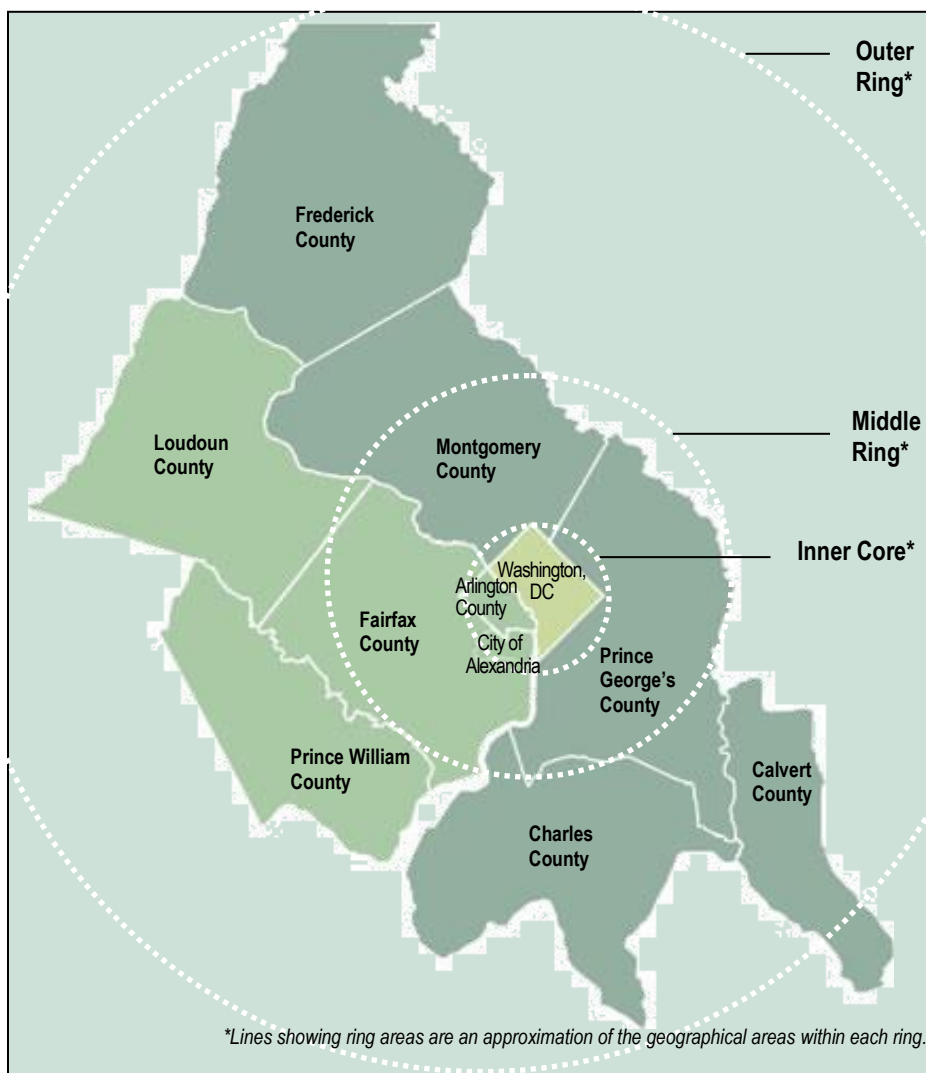 Outer
Ring*
Frederick
County
Loudoun
County
Montgomery
County
Middle
Ring*
Inner Core*
Washington,
DC
Arlington
County
Fairfax
County
City of
Alexandria
Prince
George's
County
Prince William
County
Calvert
County
Charles
County
*Lines showing ring areas are an approximation of the geographical areas within each ring.